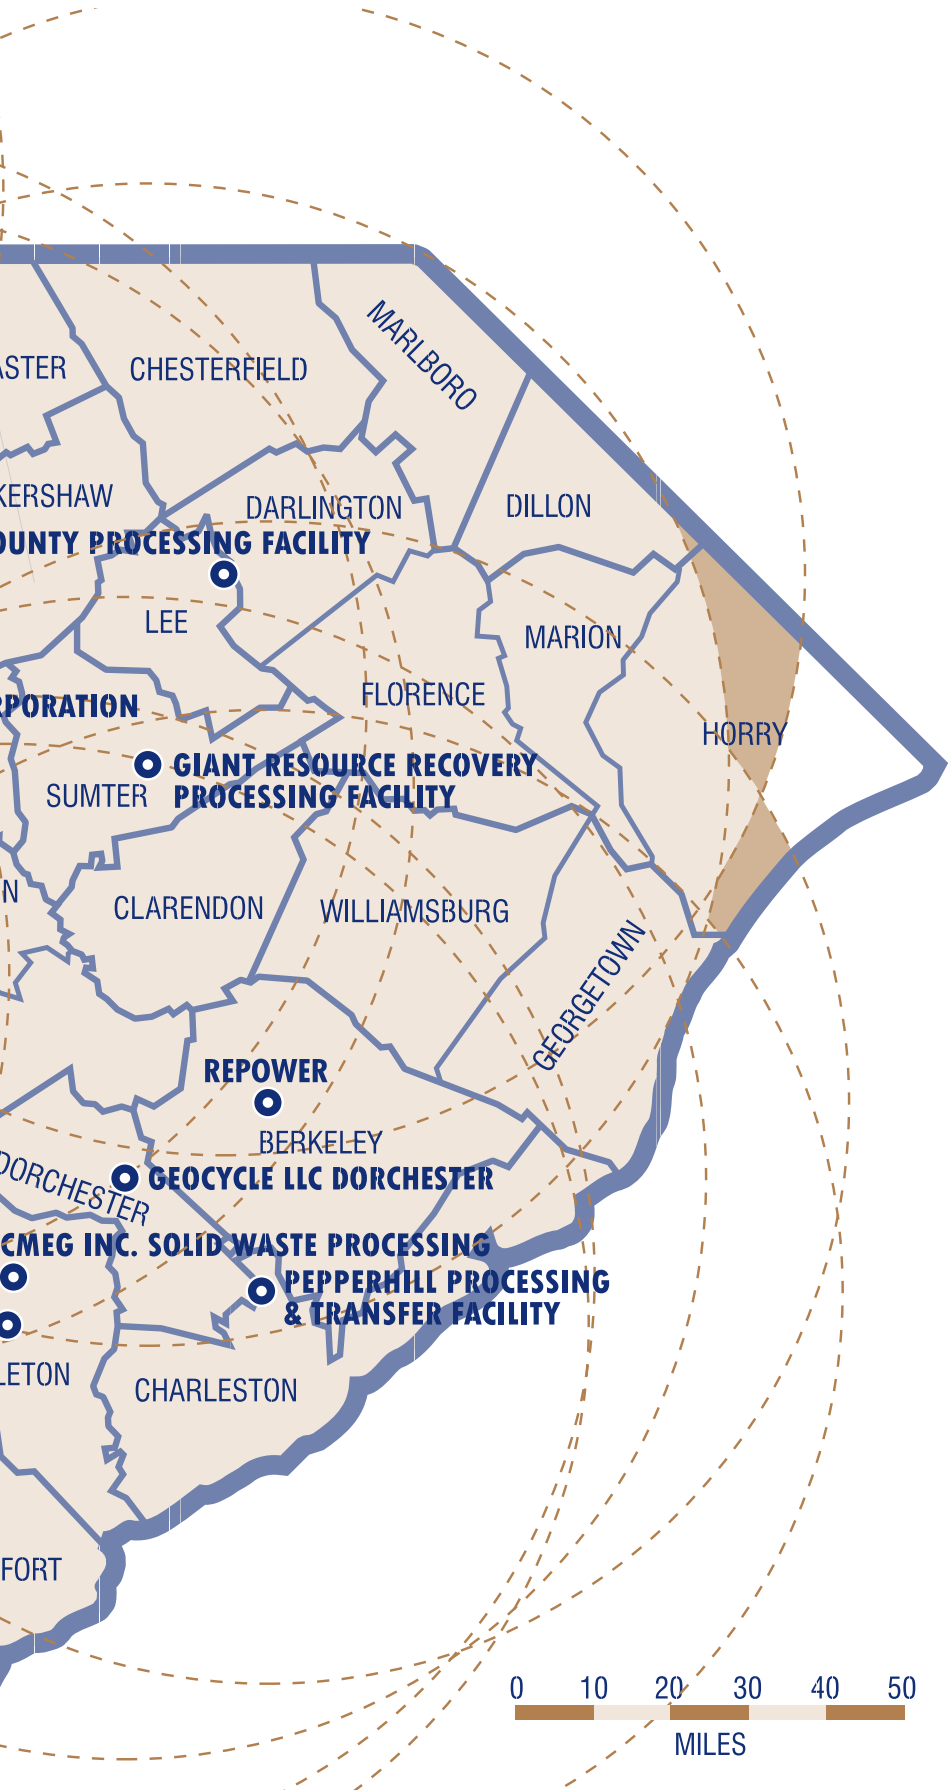 MARLBORO
ASTER
CHESTERFIELD
KERSHAW
DARLINGTON
DILLON
OUNTY PROCESSING FACILITY
LEE
MARION
FLORENCE
RPORATION
HORRY
GIANT RESOURCE RECOVERY
PROCESSING FACILITY
SUMTER
N
CLARENDON
WILLIAMSBURG
GEORGETOWN
REPOWER
BERKELEY
DORCHESTER
GEOCYCLE LLC DORCHESTER
CMEG INC. SOLID WASTE PROCESSING
PEPPERHILL PROCESSING
& TRANSFER FACILITY
LETON
CHARLESTON
FORT
0 10 20 30 40 50
MILES